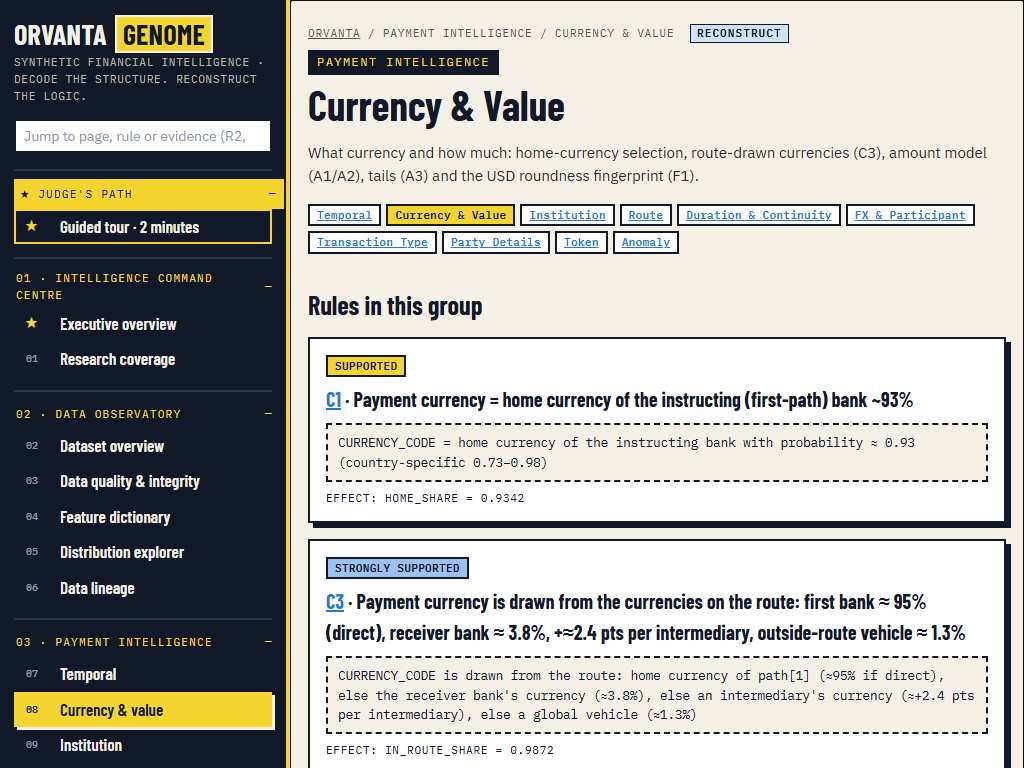 ORVANTA GENOME
SYNTHETIC FINANCIAL INTELLIGENCE ·
DECODE THE STRUCTURE. RECONSTRUCT
THE LOGIC.
Jump to page, rule or evidence (R2,
★ JUDGE'S PATH –
★ Guided tour · 2 minutes
01 · INTELLIGENCE COMMAND
CENTRE –
★ Executive overview
01 Research coverage
02 · DATA OBSERVATORY –
02 Dataset overview
03 Data quality & integrity
04 Feature dictionary
05 Distribution explorer
06 Data lineage
03 · PAYMENT INTELLIGENCE –
07 Temporal
08 Currency & value
09 Institution
ORVANTA / PAYMENT INTELLIGENCE / CURRENCY & VALUE RECONSTRUCT
PAYMENT INTELLIGENCE
Currency & Value
What currency and how much: home-currency selection, route-drawn currencies (C3), amount model
(A1/A2), tails (A3) and the USD roundness fingerprint (F1).
Temporal Currency & Value Institution Route Duration & Continuity FX & Participant
Transaction Type Party Details Token Anomaly
Rules in this group
SUPPORTED
C1 · Payment currency = home currency of the instructing (first-path) bank ~93%
CURRENCY_CODE = home currency of the instructing bank with probability ≈ 0.93
(country-specific 0.73–0.98)
EFFECT: HOME_SHARE = 0.9342
STRONGLY SUPPORTED
C3 · Payment currency is drawn from the currencies on the route: first bank ≈ 95%
(direct), receiver bank ≈ 3.8%, +≈2.4 pts per intermediary, outside-route vehicle ≈ 1.3%
CURRENCY_CODE is drawn from the route: home currency of path[1] (≈95% if direct),
else the receiver bank's currency (≈3.8%), else an intermediary's currency (≈+2.4 pts
per intermediary), else a global vehicle (≈1.3%)
EFFECT: IN_ROUTE_SHARE = 0.9872